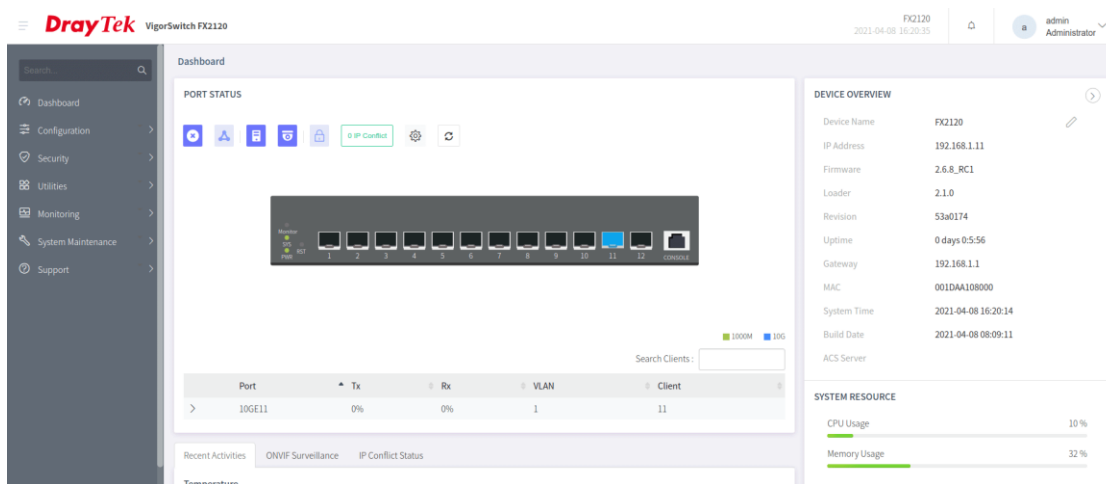 DrayTek VigorSwitch FX2120
FX2120
2021-04-08 16:20:35
a
admin
Administrator
Search...
Dashboard
Configuration
Security
Utilities
Monitoring
System Maintenance
Support
Dashboard
PORT STATUS
0 IP Conflict
Monitor
SYS
RST
PWR
1 2 3 4 5 6 7 8 9 10 11 12 CONSOLE
1000M 10G
Search Clients :
Port Tx Rx VLAN Client
10GE11 0% 0% 1 11
Recent Activities ONVIF Surveillance IP Conflict Status
Temperature
DEVICE OVERVIEW
Device Name FX2120
IP Address 192.168.1.11
Firmware 2.6.8_RC1
Loader 2.1.0
Revision 53a0174
Uptime 0 days 0:5:56
Gateway 192.168.1.1
MAC 001DAA108000
System Time 2021-04-08 16:20:14
Build Date 2021-04-08 08:09:11
ACS Server
SYSTEM RESOURCE
CPU Usage 10 %
Memory Usage 32 %